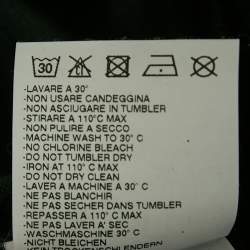 30
-LAVARE A 30°
-NON USARE CANDEGGINA
-NON ASCIUGARE IN TUMBLER
-STIRARE A 110°C MAX
-NON PULIRE A SECCO
-MACHINE WASH TO 30° C
-NO CHLORINE BLEACH
-DO NOT TUMBLER DRY
-IRON AT 110° C MAX
-DO NOT DRY CLEAN
-LAVER A MACHINE A 30° C
-NE PAS BLANCHIR
-NE PAS SECHER DANS TUMBLER
-REPASSER A 110° C MAX
-NE PAS LAVER A' SEC
-WASCHMASCHINE 30° C
-NICHT BLEICHEN